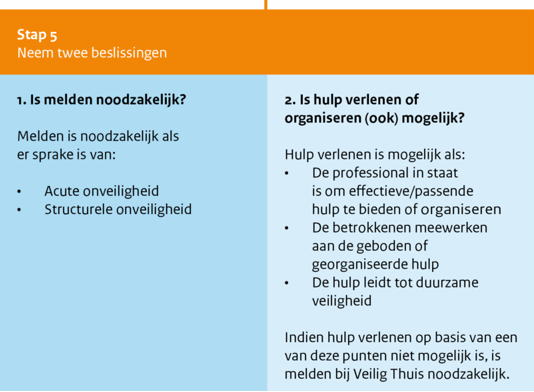 Stap 5
Neem twee beslissingen
1. Is melden noodzakelijk?
Melden is noodzakelijk als
er sprake is van:
• Acute onveiligheid
• Structurele onveiligheid
2. Is hulp verlenen of
organiseren (ook) mogelijk?
Hulp verlenen is mogelijk als:
• De professional in staat
is om effectieve/passende
hulp te bieden of organiseren
• De betrokkenen meewerken
aan de geboden of
georganiseerde hulp
• De hulp leidt tot duurzame
veiligheid
Indien hulp verlenen op basis van een
van deze punten niet mogelijk is, is
melden bij Veilig Thuis noodzakelijk.